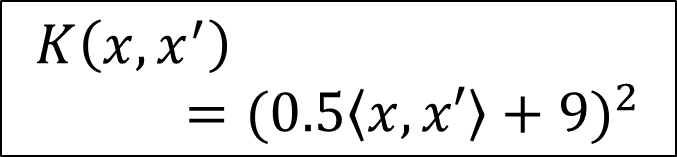 K(x, x′)
= (0.5⟨x, x′⟩ + 9)²